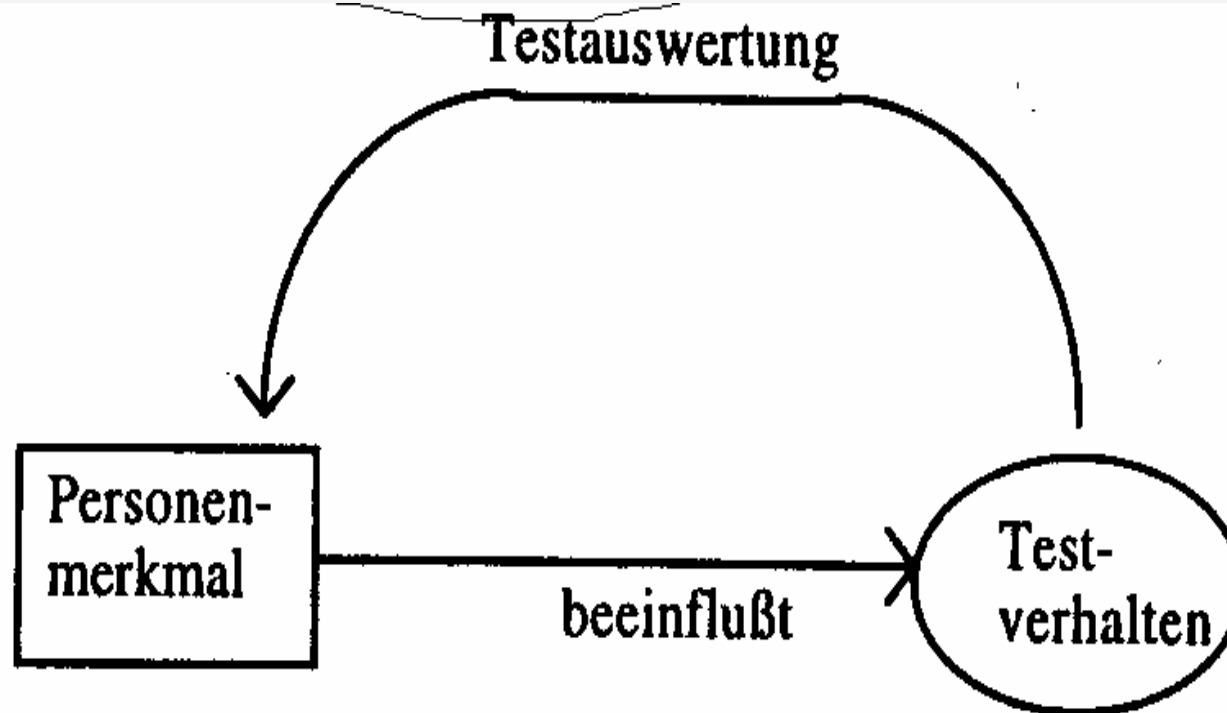 Testauswertung
Personen-
merkmal
beeinflußt
Test-
verhalten